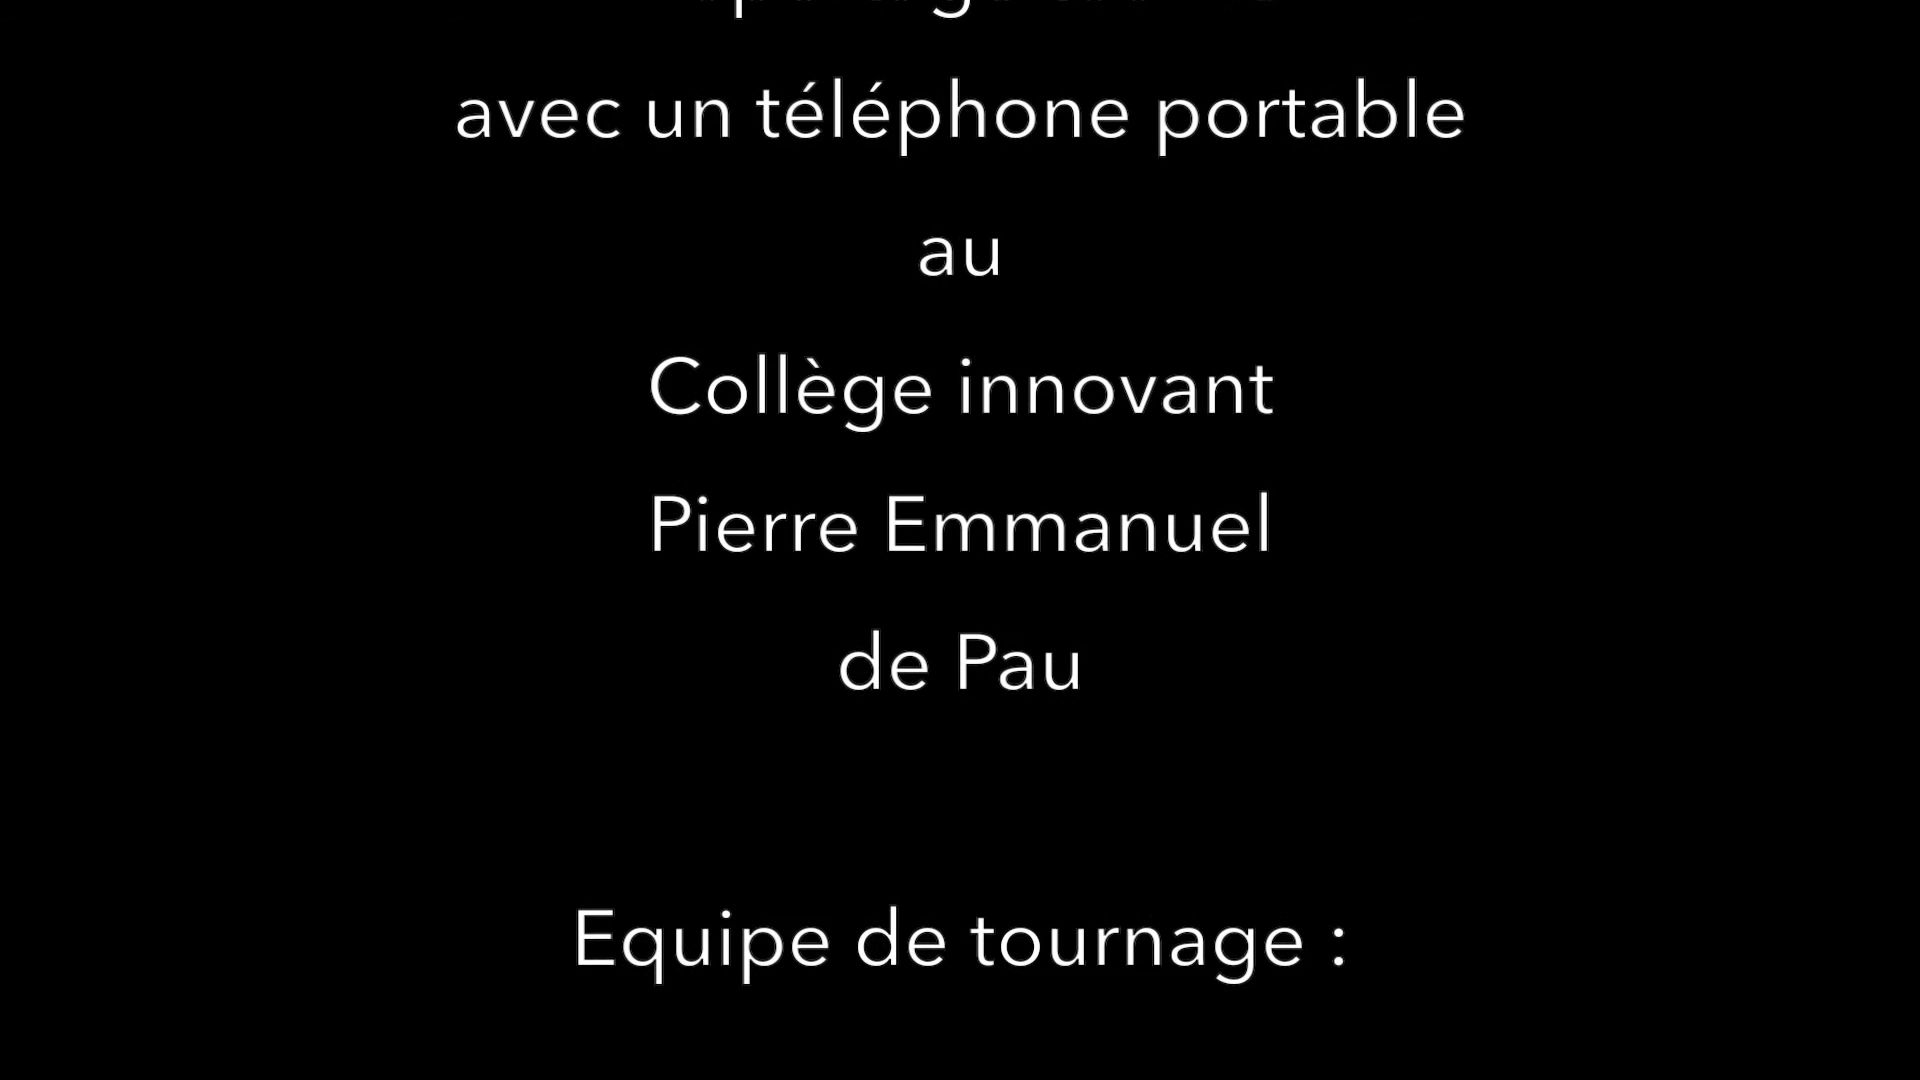 avec un téléphone portable
au
Collège innovant
Pierre Emmanuel
de Pau
Equipe de tournage :